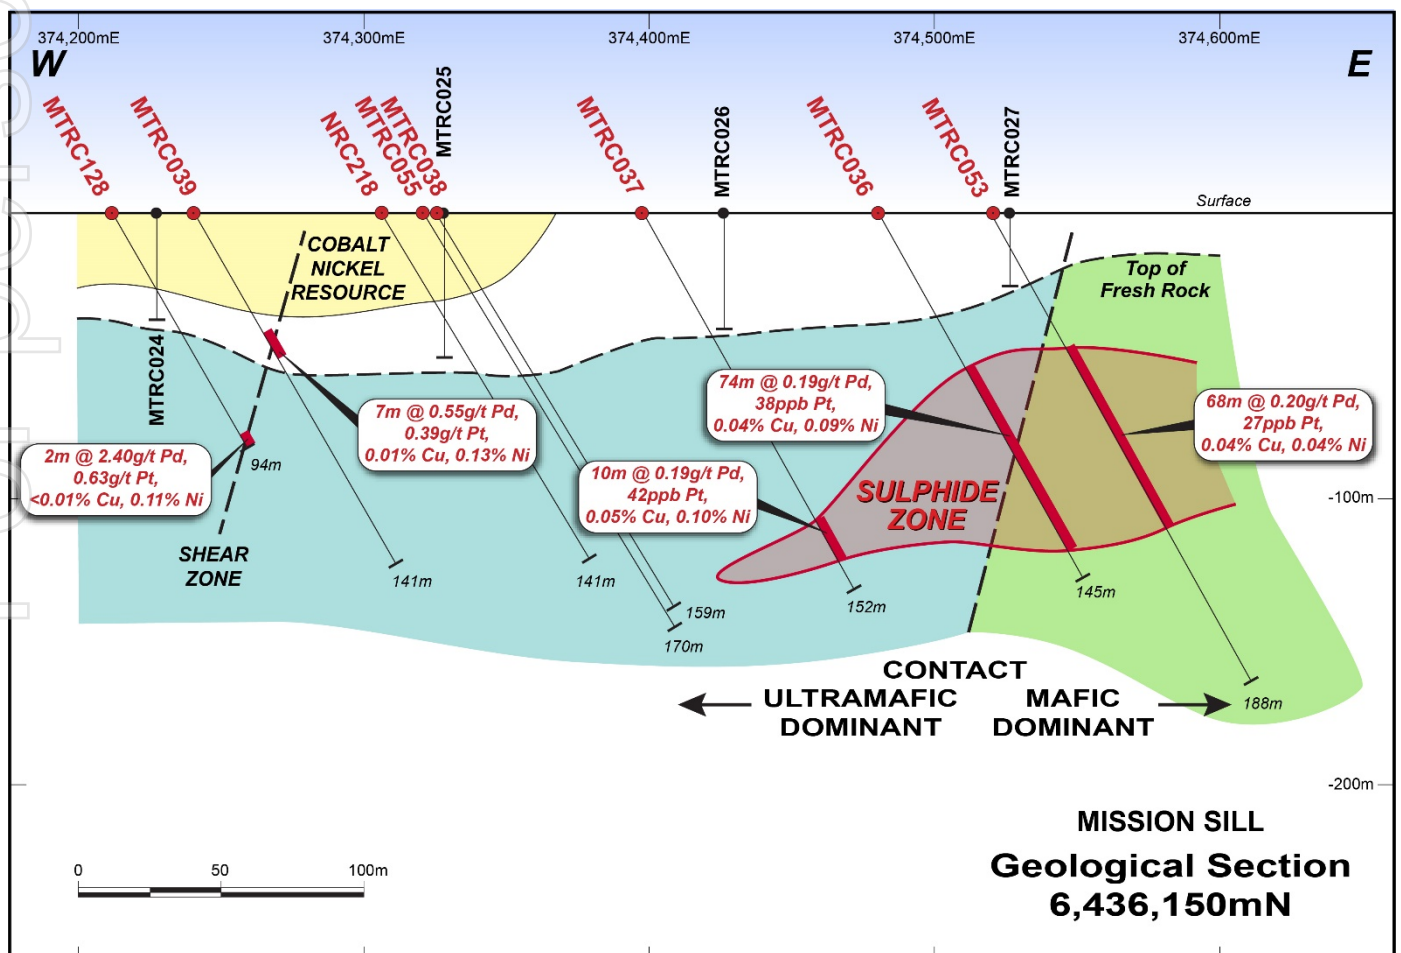 374,200mE
374,300mE
374,400mE
374,500mE
374,600mE
W
E
MTRC128
MTRC039
NRC218
MTRC055
MTRC038
MTRC025
MTRC037
MTRC026
MTRC036
MTRC053
MTRC027
Surface
COBALT
NICKEL
RESOURCE
Top of
Fresh Rock
MTRC024
2m @ 2.40g/t Pd,
0.63g/t Pt,
<0.01% Cu, 0.11% Ni
94m
7m @ 0.55g/t Pd,
0.39g/t Pt,
0.01% Cu, 0.13% Ni
74m @ 0.19g/t Pd,
38ppb Pt,
0.04% Cu, 0.09% Ni
68m @ 0.20g/t Pd,
27ppb Pt,
0.04% Cu, 0.04% Ni
10m @ 0.19g/t Pd,
42ppb Pt,
0.05% Cu, 0.10% Ni
SULPHIDE
ZONE
-100m
SHEAR
ZONE
141m
141m
159m
170m
152m
145m
188m
CONTACT
ULTRAMAFIC
DOMINANT
MAFIC
DOMINANT
-200m
MISSION SILL
Geological Section
6,436,150mN
0
50
100m